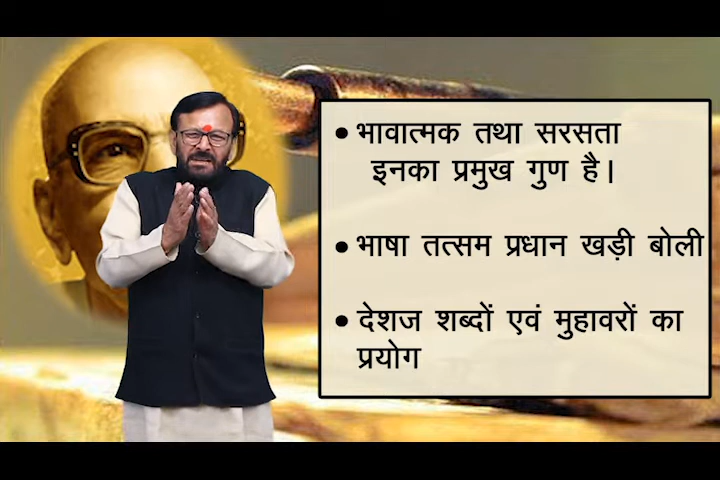 • भावात्मक तथा सरसता
इनका प्रमुख गुण है।
• भाषा तत्सम प्रधान खड़ी बोली
• देशज शब्दों एवं मुहावरों का
प्रयोग